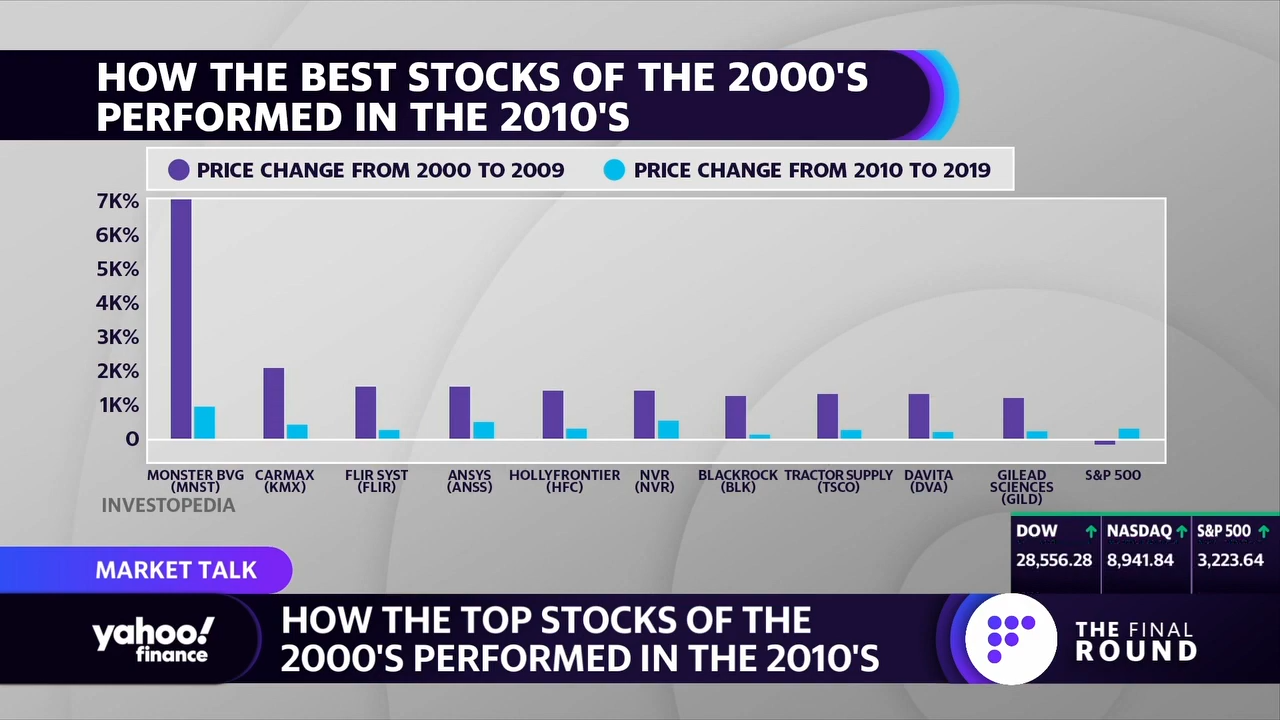 HOW THE BEST STOCKS OF THE 2000'S
PERFORMED IN THE 2010'S
PRICE CHANGE FROM 2000 TO 2009 PRICE CHANGE FROM 2010 TO 2019
7K%
6K%
5K%
4K%
3K%
2K%
1K%
0
MONSTER BVG
(MNST)
CARMAX
(KMX)
FLIR SYST
(FLIR)
ANSYS
(ANSS)
HOLLYFRONTIER
(HFC)
NVR
(NVR)
BLACKROCK
(BLK)
TRACTOR SUPPLY
(TSCO)
DAVITA
(DVA)
GILEAD
SCIENCES
(GILD)
S&P 500
INVESTOPEDIA
DOW
28,556.28
NASDAQ
8,941.84
S&P 500
3,223.64
MARKET TALK
yahoo!
finance
HOW THE TOP STOCKS OF THE
2000'S PERFORMED IN THE 2010'S
THE FINAL
ROUND